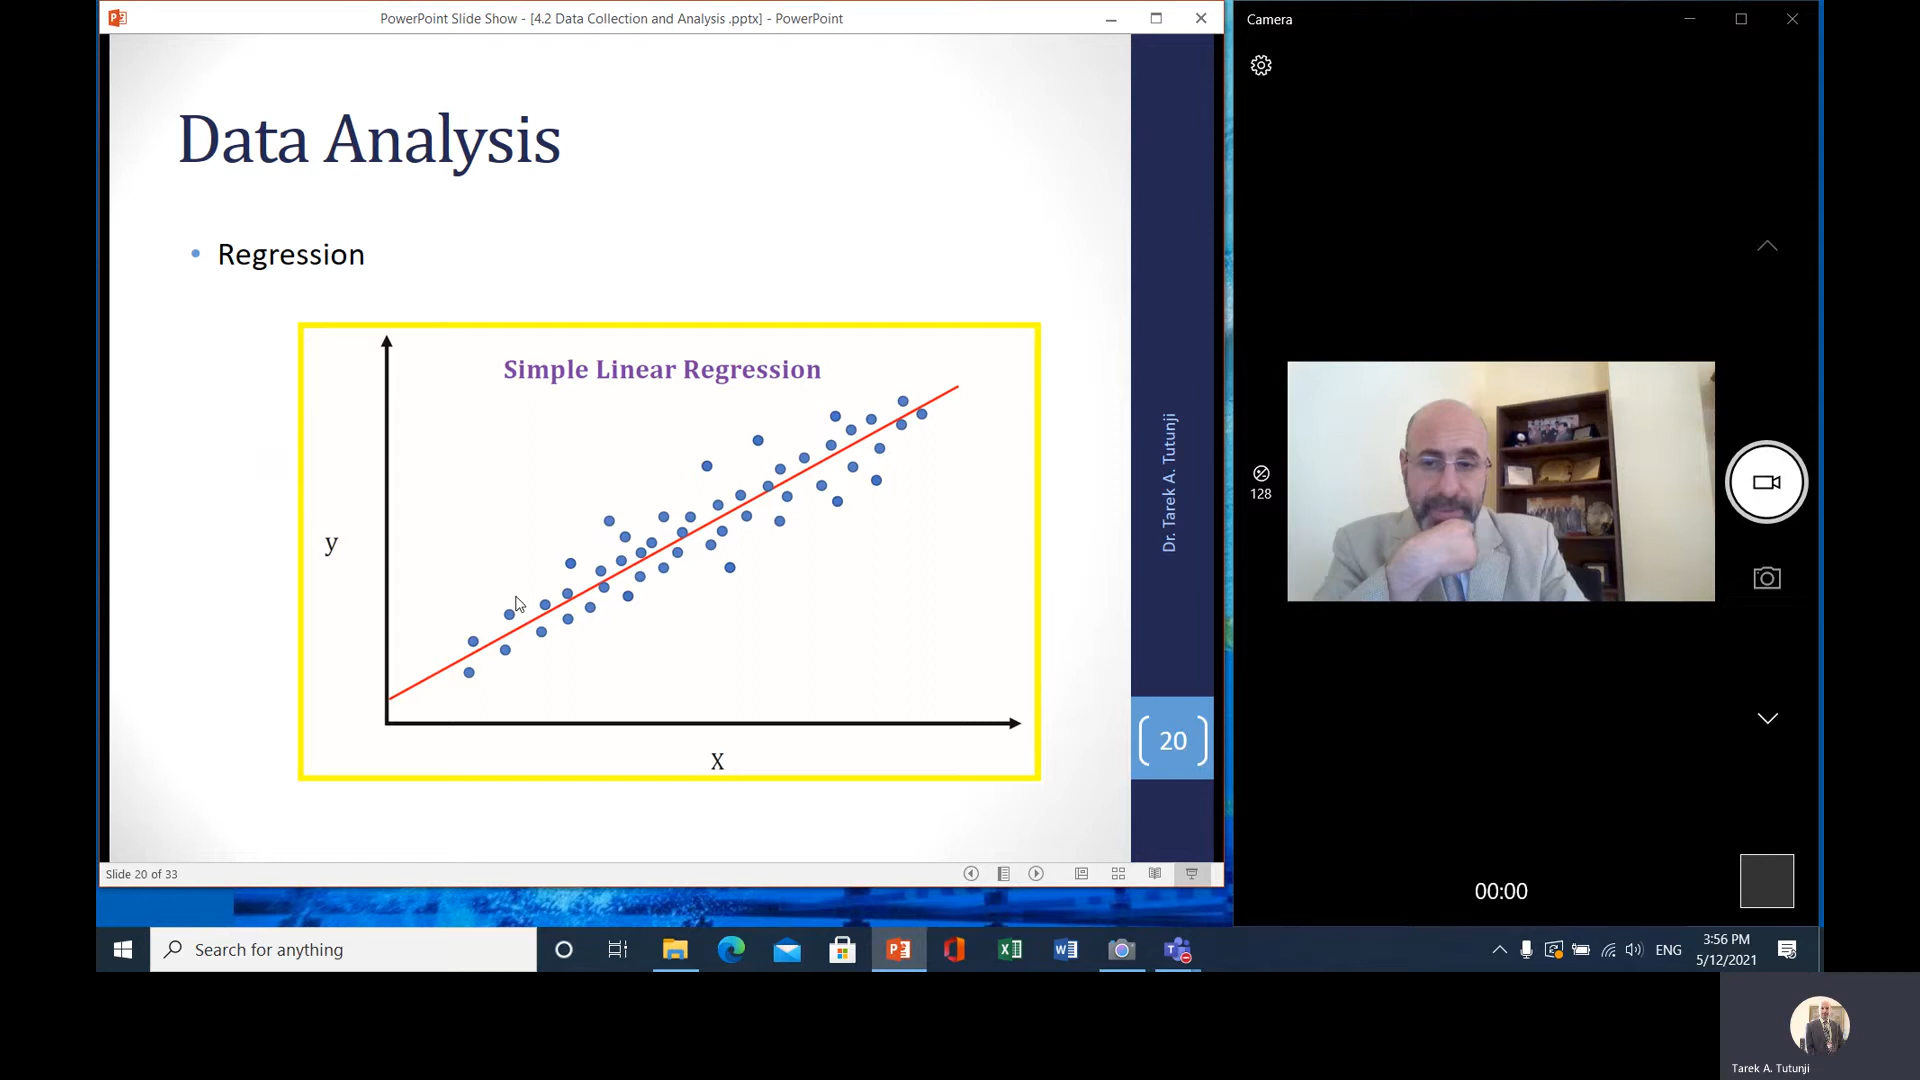 PowerPoint Slide Show - [4.2 Data Collection and Analysis .pptx] - PowerPoint
Data Analysis
• Regression
Simple Linear Regression
y
X
Dr. Tarek A. Tutunji
20
Slide 20 of 33
Camera
128
00:00
Search for anything
ENG
3:56 PM
5/12/2021
Tarek A. Tutunji